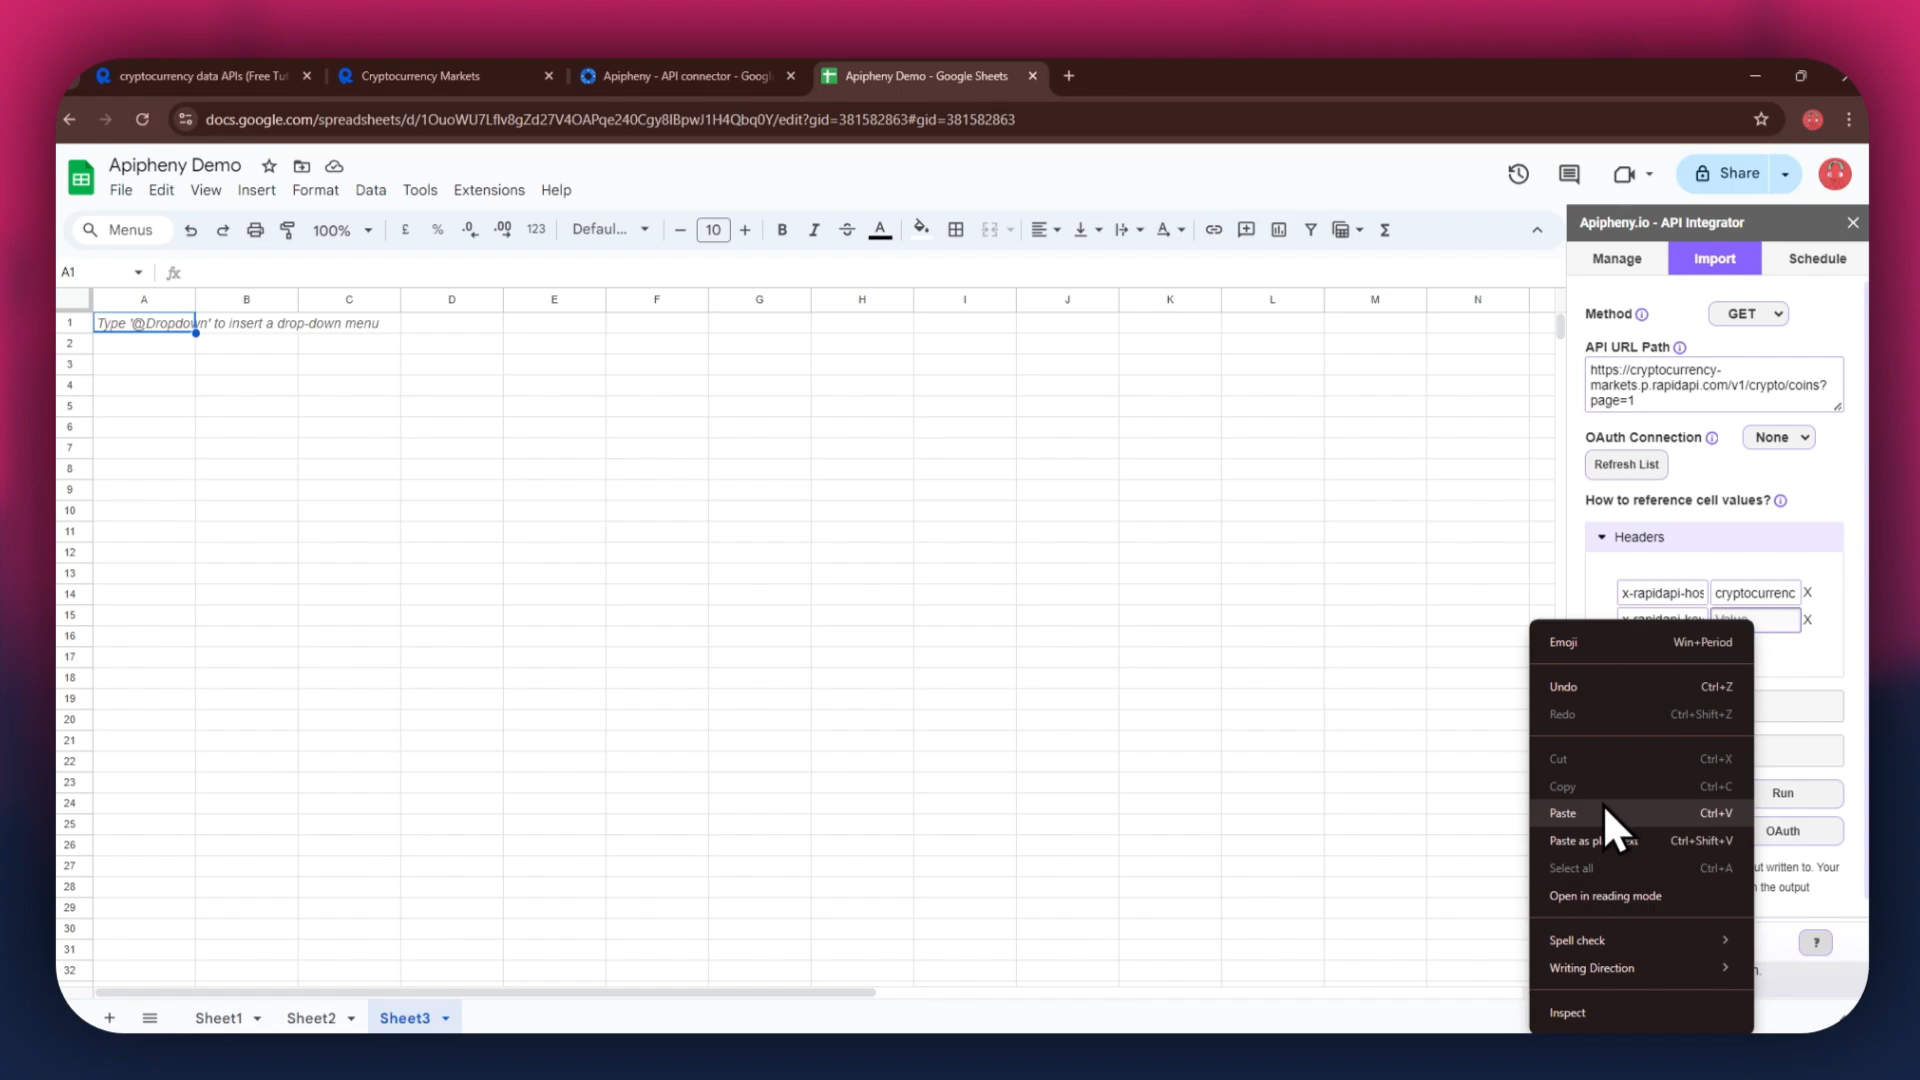 cryptocurrency data APIs (Free Tut
Cryptocurrency Markets
Apipheny - API connector - Googl
Apipheny Demo - Google Sheets
docs.google.com/spreadsheets/d/1OuoWU7Lflv8gZd27V4OAPqe240Cgy8IBpwJ1H4Qbq0Y/edit?gid=381582863#gid=381582863
Apipheny Demo
File Edit View Insert Format Data Tools Extensions Help
Share
Menus 100% £ % .0 .00 123 Defaul... 10 B I A
Apipheny.io - API Integrator
Manage Import Schedule
A1 fx
A B C D E F G H I J K L M N
1 Type '@Dropdown' to insert a drop-down menu
2
3
4
5
6
7
8
9
10
11
12
13
14
15
16
17
18
19
20
21
22
23
24
25
26
27
28
29
30
31
32
Method GET
API URL Path
https://cryptocurrency-
markets.p.rapidapi.com/v1/crypto/coins?
page=1
OAuth Connection None
Refresh List
How to reference cell values?
Headers
x-rapidapi-hos cryptocurrenc X
x-rapidapi-key Value X
Emoji Win+Period
Undo Ctrl+Z
Redo Ctrl+Shift+Z
Cut Ctrl+X
Copy Ctrl+C
Paste Ctrl+V
Paste as Ctrl+Shift+V
Select all Ctrl+A
Open in reading mode
Spell check
Writing Direction
Inspect
Run
OAuth
ut written to. Your
the output
?
Sheet1 Sheet2 Sheet3